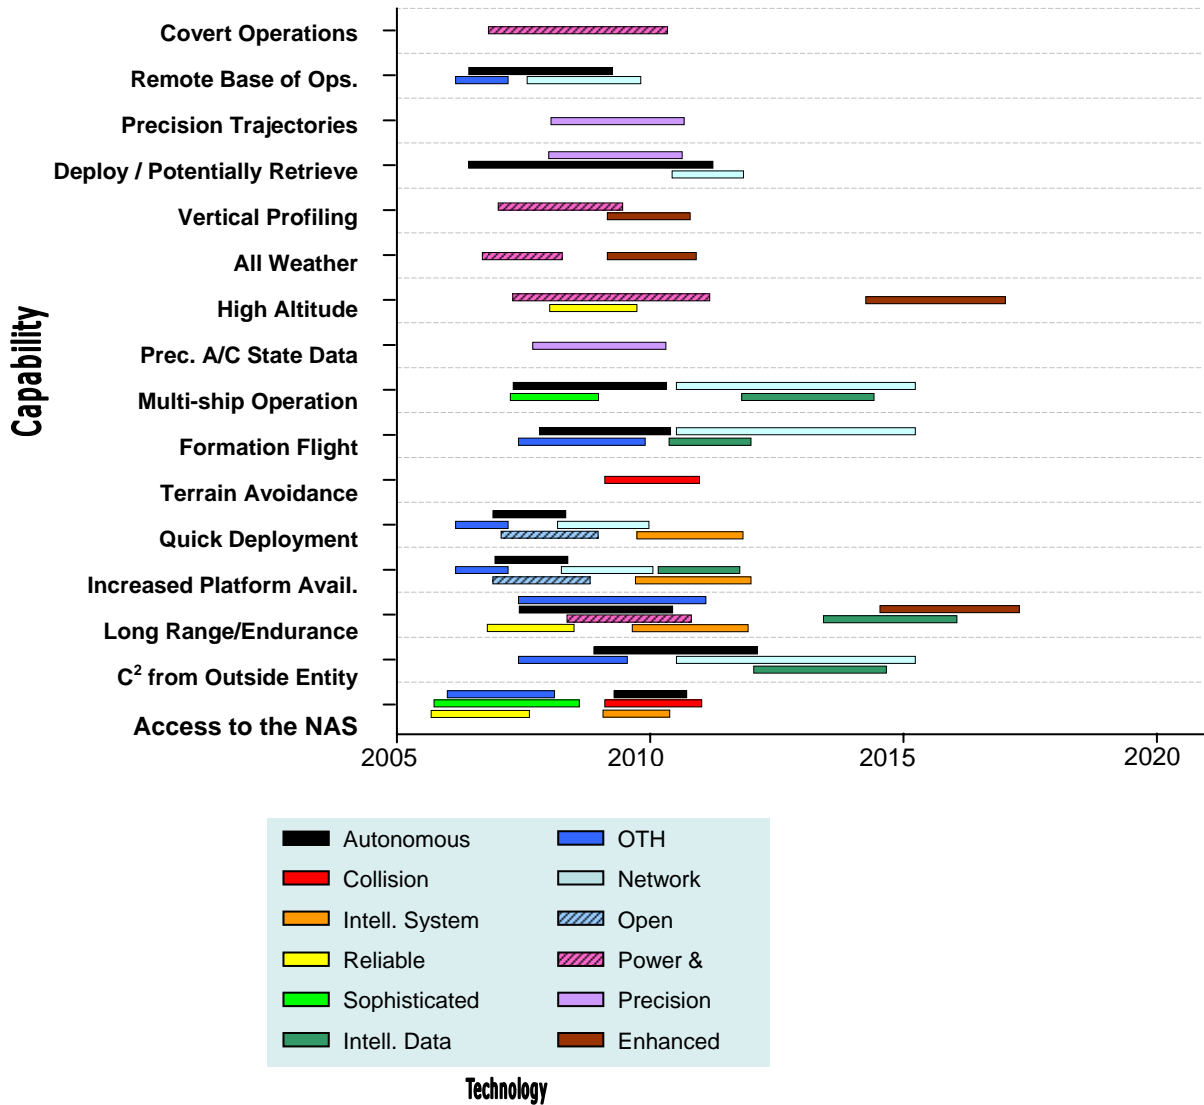 Covert Operations
Remote Base of Ops.
Precision Trajectories
Deploy / Potentially Retrieve
Vertical Profiling
All Weather
High Altitude
Prec. A/C State Data
Multi-ship Operation
Formation Flight
Terrain Avoidance
Quick Deployment
Increased Platform Avail.
Long Range/Endurance
C² from Outside Entity
Access to the NAS
Capability
2005 2010 2015 2020
Autonomous OTH
Collision Network
Intell. System Open
Reliable Power &
Sophisticated Precision
Intell. Data Enhanced
Technology